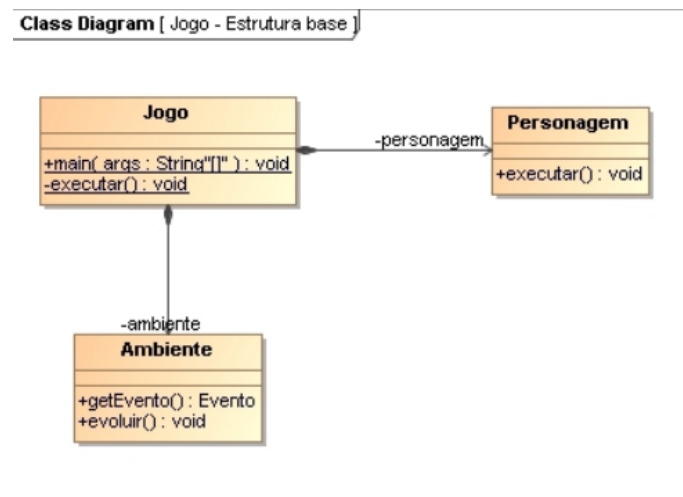 Class Diagram [ Jogo - Estrutura base ]
Jogo
+main( args : String"[]" ) : void
-executar() : void
-personagem
Personagem
+executar() : void
-ambiente
Ambiente
+getEvento() : Evento
+evoluir() : void